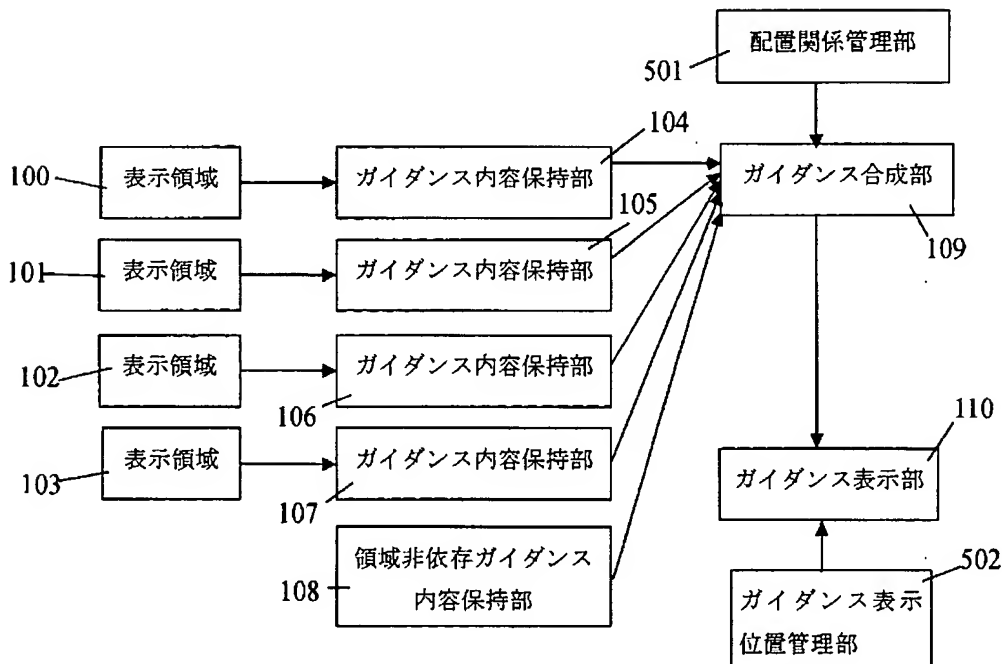 配置関係管理部
501
104
100
表示領域
ガイダンス内容保持部
ガイダンス合成部
105
109
101
表示領域
ガイダンス内容保持部
102
表示領域
ガイダンス内容保持部
106
110
103
表示領域
ガイダンス内容保持部
ガイダンス表示部
107
領域非依存ガイダンス
内容保持部
108
502
ガイダンス表示
位置管理部